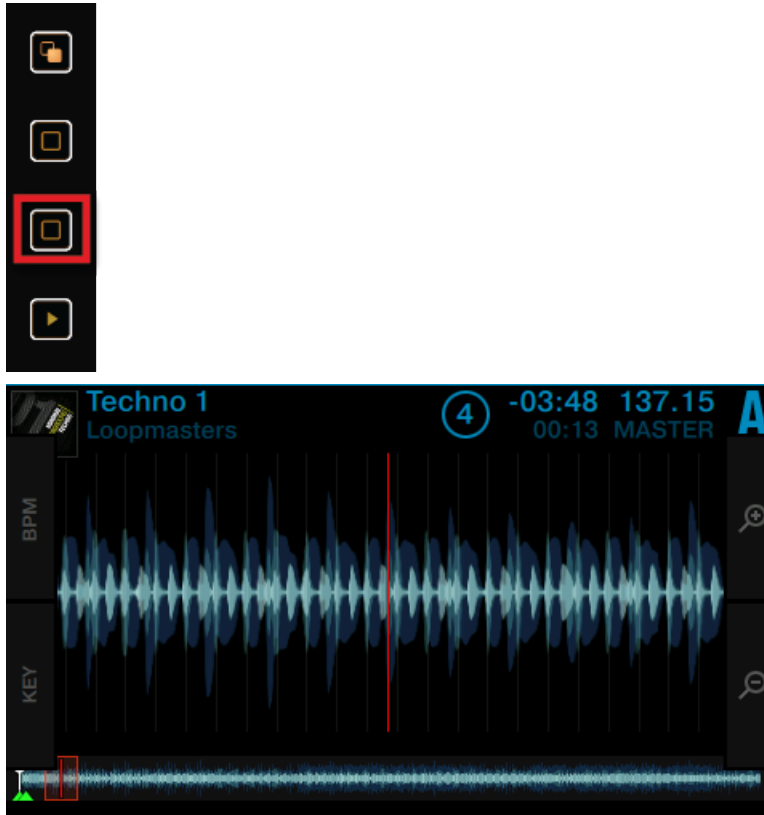 Techno 1
Loopmasters
4
-03:48 137.15
00:13 MASTER
A
BPM
KEY